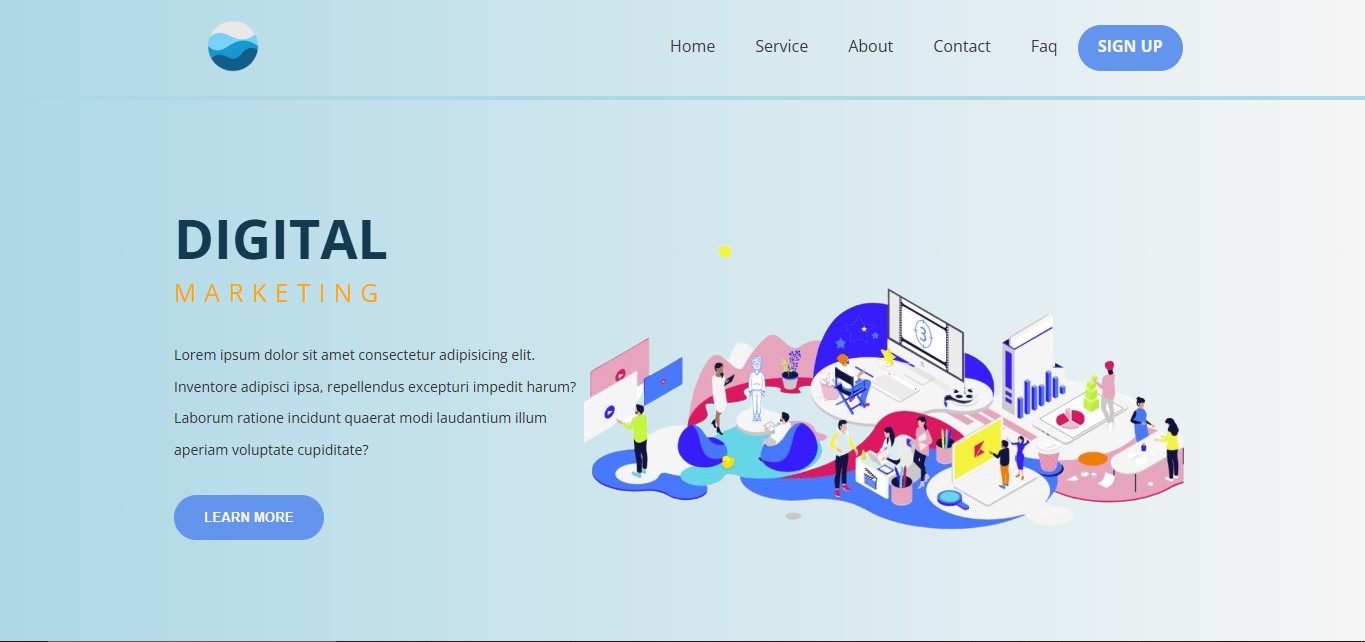 Home Service About Contact Faq SIGN UP
DIGITAL
MARKETING
Lorem ipsum dolor sit amet consectetur adipisicing elit.
Inventore adipisci ipsa, repellendus excepturi impedit harum?
Laborum ratione incidunt quaerat modi laudantium illum
aperiam voluptate cupiditate?
LEARN MORE
3